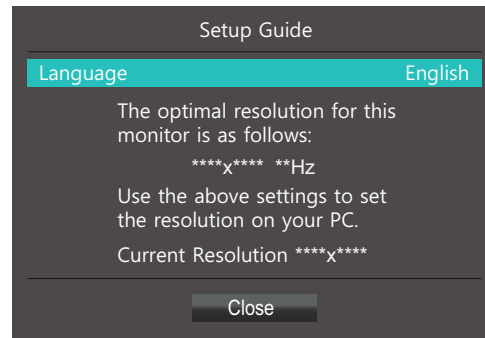 Setup Guide
Language English
The optimal resolution for this
monitor is as follows:
****x**** **Hz
Use the above settings to set
the resolution on your PC.
Current Resolution ****x****
Close